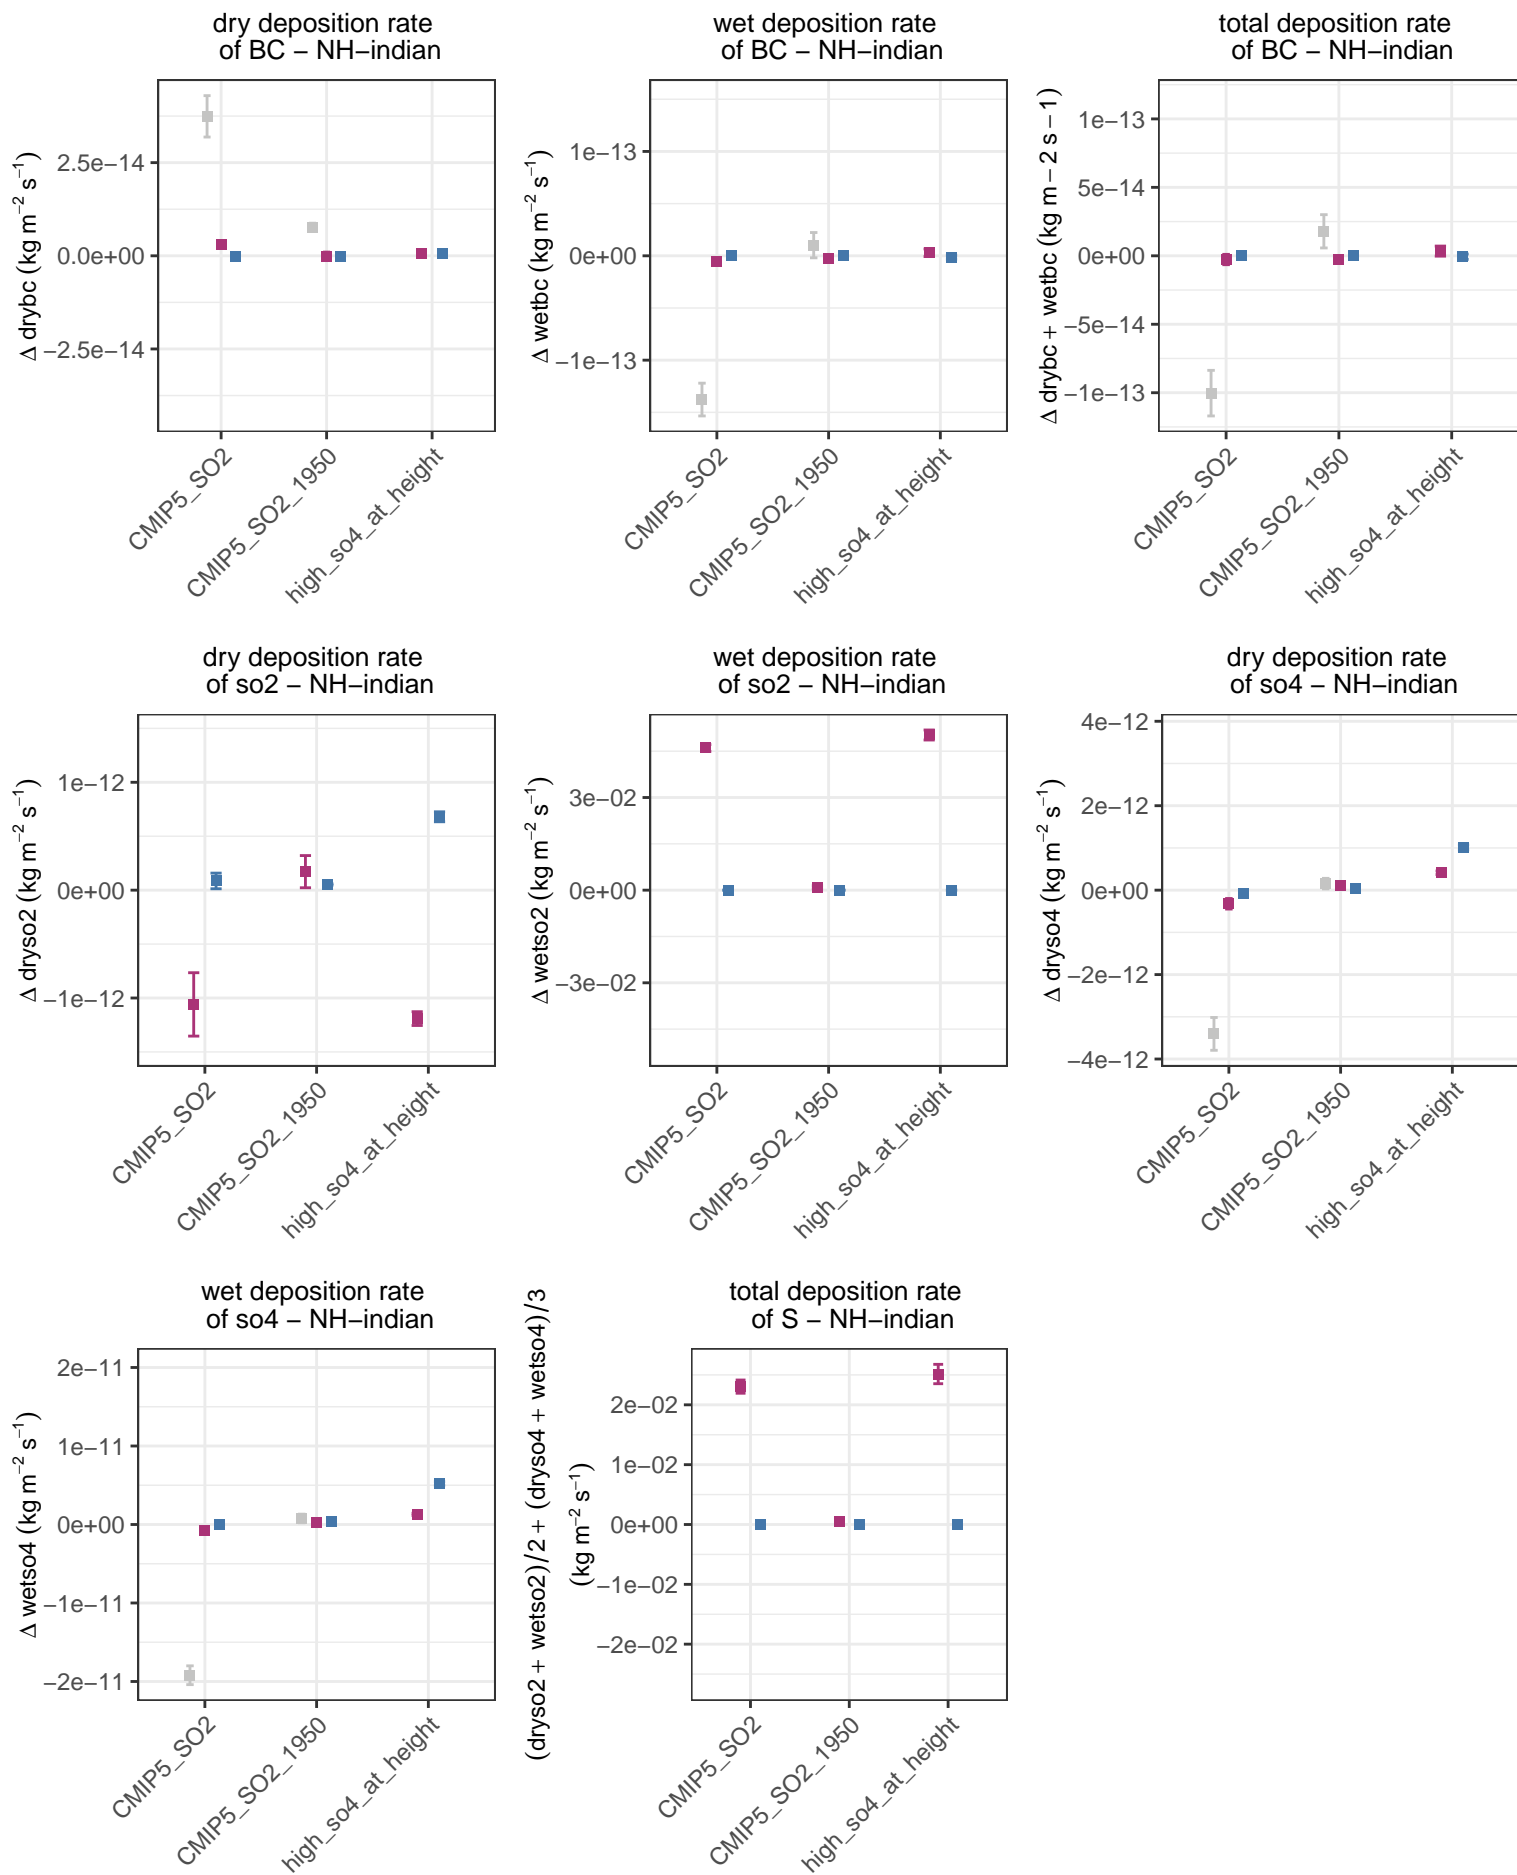 dry deposition rate
of BC − NH−indian
Δ drybc (kg m⁻² s⁻¹)
2.5e−14
0.0e+00
−2.5e−14
CMIP5_SO2
CMIP5_SO2_1950
high_so4_at_height
wet deposition rate
of BC − NH−indian
Δ wetbc (kg m⁻² s⁻¹)
1e−13
0e+00
−1e−13
CMIP5_SO2
CMIP5_SO2_1950
high_so4_at_height
total deposition rate
of BC − NH−indian
Δ drybc + wetbc (kg m − 2 s − 1)
1e−13
5e−14
0e+00
−5e−14
−1e−13
CMIP5_SO2
CMIP5_SO2_1950
high_so4_at_height
dry deposition rate
of so2 − NH−indian
Δ dryso2 (kg m⁻² s⁻¹)
1e−12
0e+00
−1e−12
CMIP5_SO2
CMIP5_SO2_1950
high_so4_at_height
wet deposition rate
of so2 − NH−indian
Δ wetso2 (kg m⁻² s⁻¹)
3e−02
0e+00
−3e−02
CMIP5_SO2
CMIP5_SO2_1950
high_so4_at_height
dry deposition rate
of so4 − NH−indian
Δ dryso4 (kg m⁻² s⁻¹)
4e−12
2e−12
0e+00
−2e−12
−4e−12
CMIP5_SO2
CMIP5_SO2_1950
high_so4_at_height
wet deposition rate
of so4 − NH−indian
Δ wetso4 (kg m⁻² s⁻¹)
2e−11
1e−11
0e+00
−1e−11
−2e−11
CMIP5_SO2
CMIP5_SO2_1950
high_so4_at_height
total deposition rate
of S − NH−indian
(dryso2 + wetso2)/2 + (dryso4 + wetso4)/3
(kg m⁻² s⁻¹)
2e−02
1e−02
0e+00
−1e−02
−2e−02
CMIP5_SO2
CMIP5_SO2_1950
high_so4_at_height